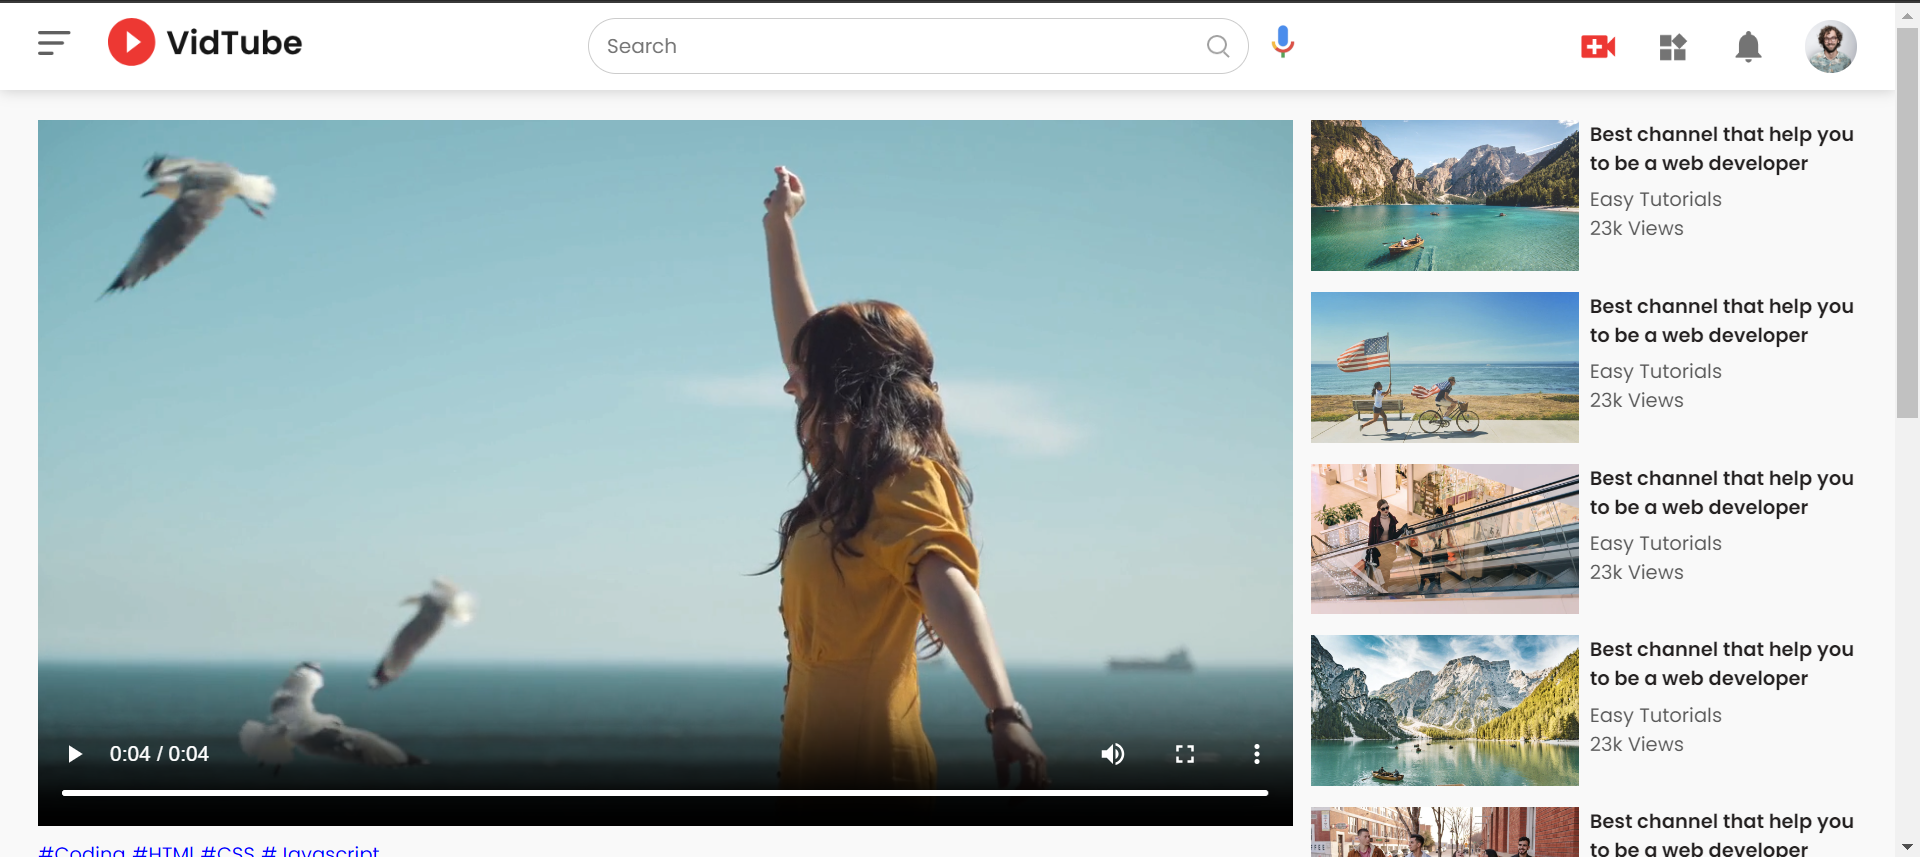 VidTube
Search
0:04 / 0:04
#Coding #HTML #CSS #Javascript
Best channel that help you
to be a web developer
Easy Tutorials
23k Views
Best channel that help you
to be a web developer
Easy Tutorials
23k Views
Best channel that help you
to be a web developer
Easy Tutorials
23k Views
Best channel that help you
to be a web developer
Easy Tutorials
23k Views
Best channel that help you
to be a web developer